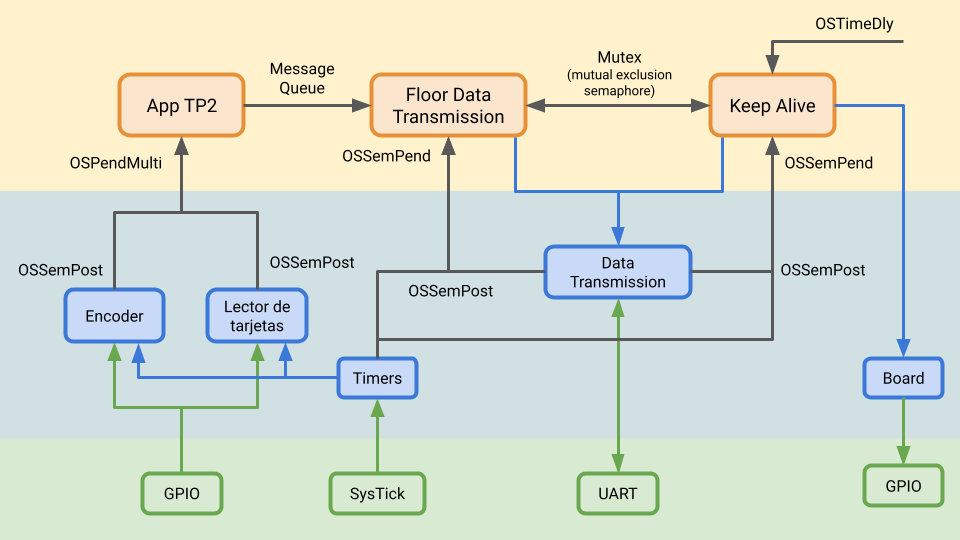 OSTimeDly
Message
Queue
Mutex
(mutual exclusion
semaphore)
App TP2
Floor Data
Transmission
Keep Alive
OSPendMulti
OSSemPend
OSSemPend
OSSemPost
OSSemPost
OSSemPost
OSSemPost
Data
Transmission
Encoder
Lector de
tarjetas
Timers
Board
GPIO
SysTick
UART
GPIO